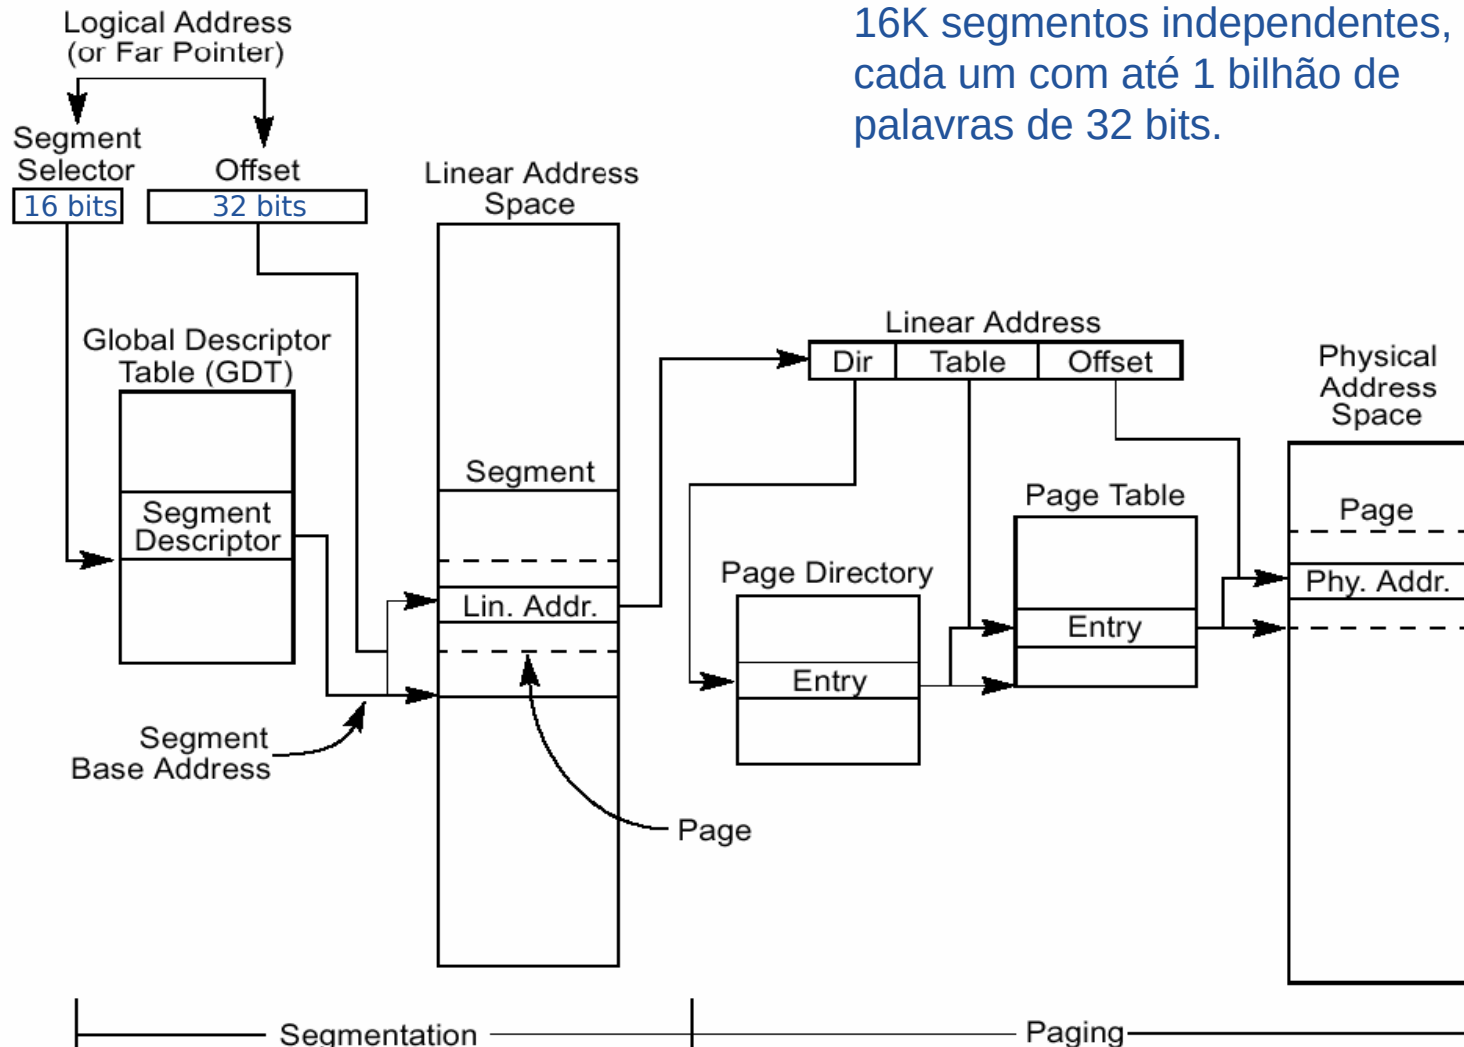 Logical Address
(or Far Pointer)
16K segmentos independentes,
cada um com até 1 bilhão de
palavras de 32 bits.
Segment
Selector
Offset
16 bits
32 bits
Linear Address
Space
Global Descriptor
Table (GDT)
Segment
Descriptor
Segment
Lin. Addr.
Segment
Base Address
Page
Linear Address
Dir
Table
Offset
Page Directory
Entry
Page Table
Entry
Physical
Address
Space
Page
Phy. Addr.
Segmentation
Paging